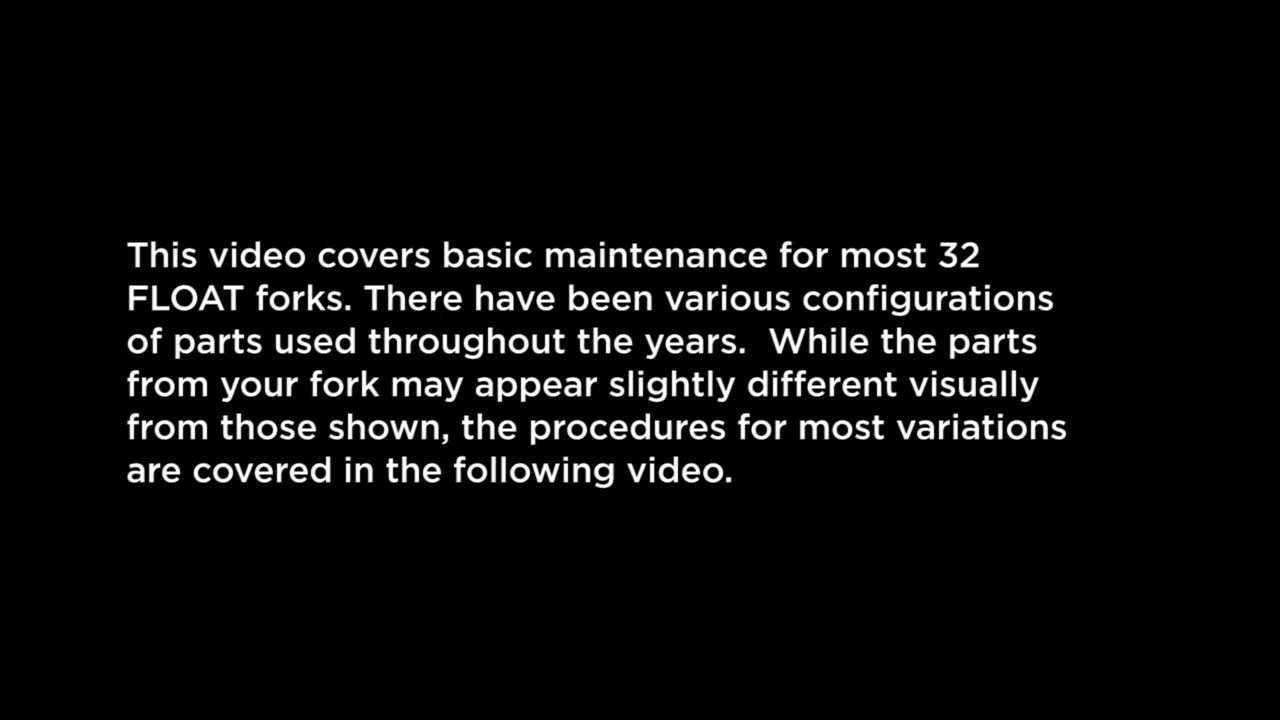 This video covers basic maintenance for most 32
FLOAT forks. There have been various configurations
of parts used throughout the years.  While the parts
from your fork may appear slightly different visually
from those shown, the procedures for most variations
are covered in the following video.